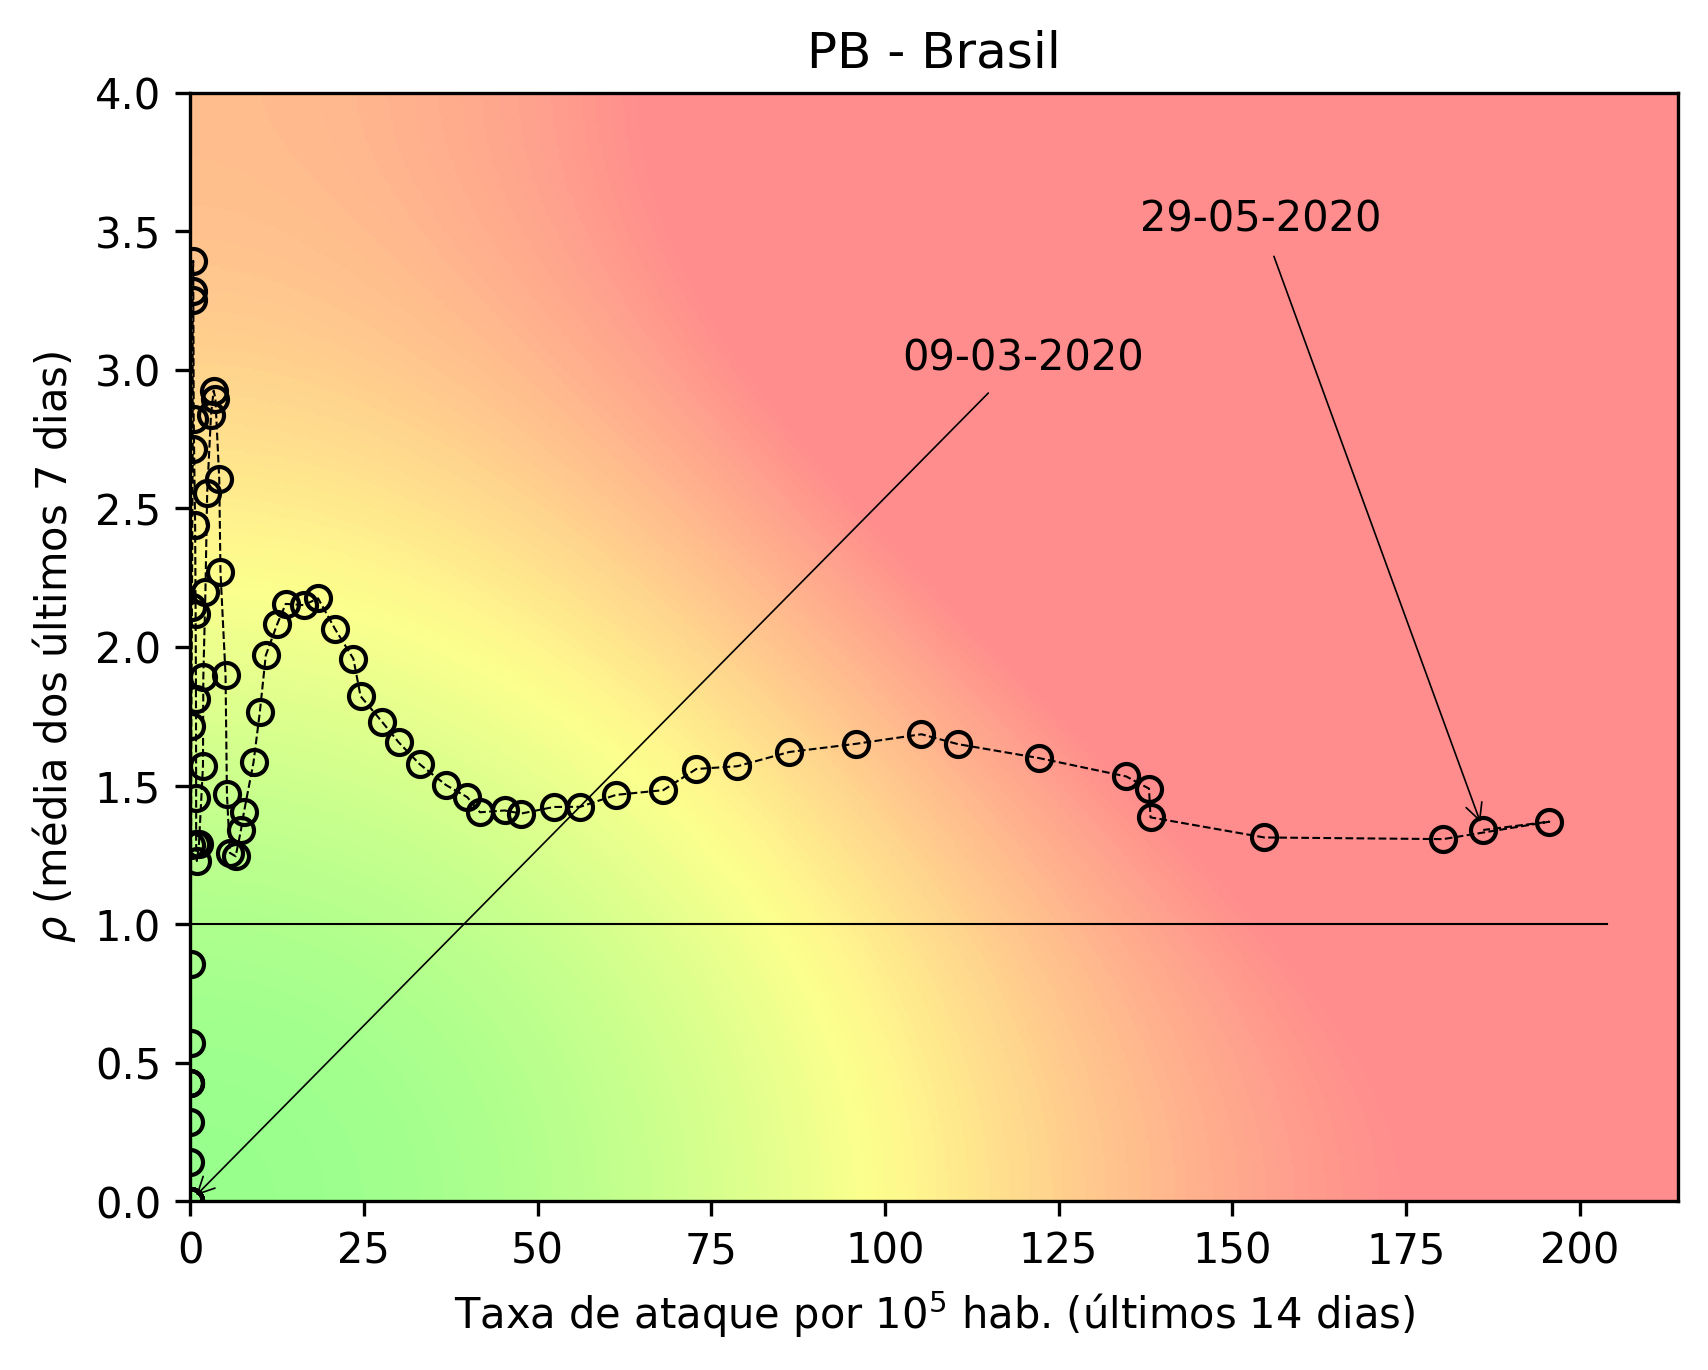 PB - Brasil
4.0
3.5
3.0
2.5
2.0
1.5
1.0
0.5
0.0
ρ (média dos últimos 7 dias)
29-05-2020
09-03-2020
0 25 50 75 100 125 150 175 200
Taxa de ataque por 10⁵ hab. (últimos 14 dias)